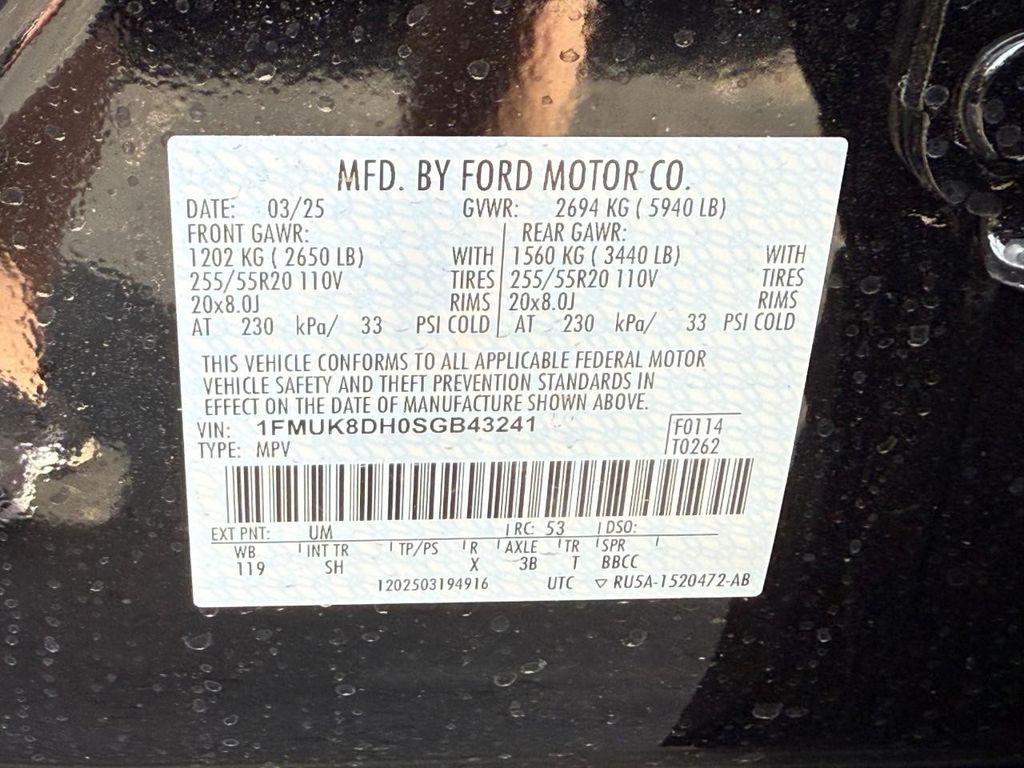 MFD. BY FORD MOTOR CO.
DATE: 03/25 GVWR: 2694 KG ( 5940 LB)
FRONT GAWR: REAR GAWR:
1202 KG ( 2650 LB) WITH 1560 KG ( 3440 LB) WITH
255/55R20 110V TIRES 255/55R20 110V TIRES
20x8.0J RIMS 20x8.0J RIMS
AT 230 kPa/ 33 PSI COLD AT 230 kPa/ 33 PSI COLD
THIS VEHICLE CONFORMS TO ALL APPLICABLE FEDERAL MOTOR
VEHICLE SAFETY AND THEFT PREVENTION STANDARDS IN
EFFECT ON THE DATE OF MANUFACTURE SHOWN ABOVE.
VIN: 1FMUK8DH0SGB43241 F0114
TYPE: MPV T0262
EXT PNT: UM RC: 53 DSO:
WB INT TR TP/PS R AXLE TR SPR
119 SH X 3B T BBCC
1202503194916 UTC ▽ RU5A-1520472-AB